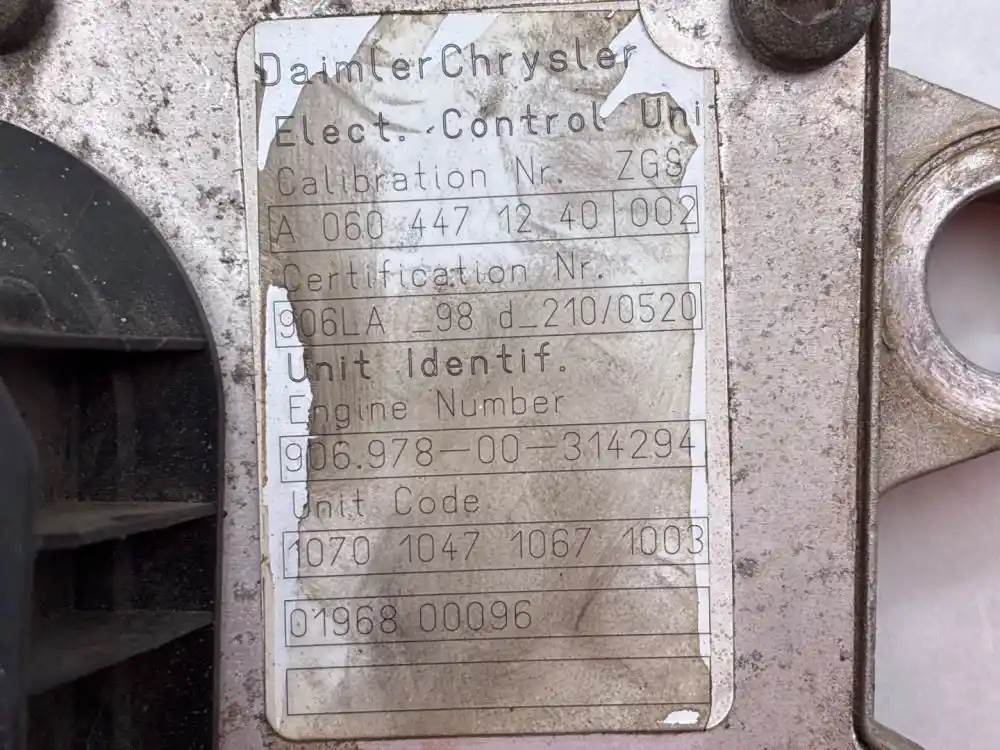 DaimlerChrysler
Elect. Control Uni
Calibration Nr. ZGS
A 060 447 12 40 002
Certification Nr.
906LA _98 d_210/0520
Unit Identif.
Engine Number
906.978-00-314294
Unit Code
1070 1047 1067 1003
01968 00096